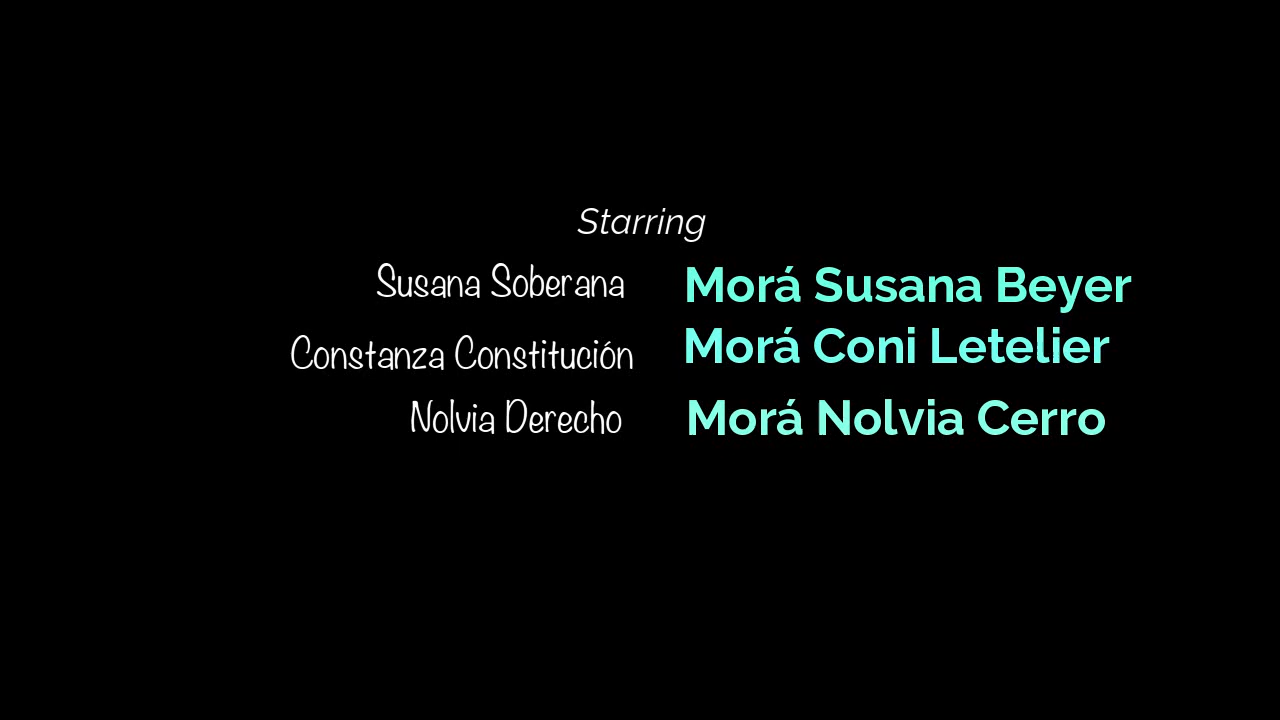 Starring
Susana Soberana Morá Susana Beyer
Constanza Constitución Morá Coni Letelier
Nolvia Derecho Morá Nolvia Cerro